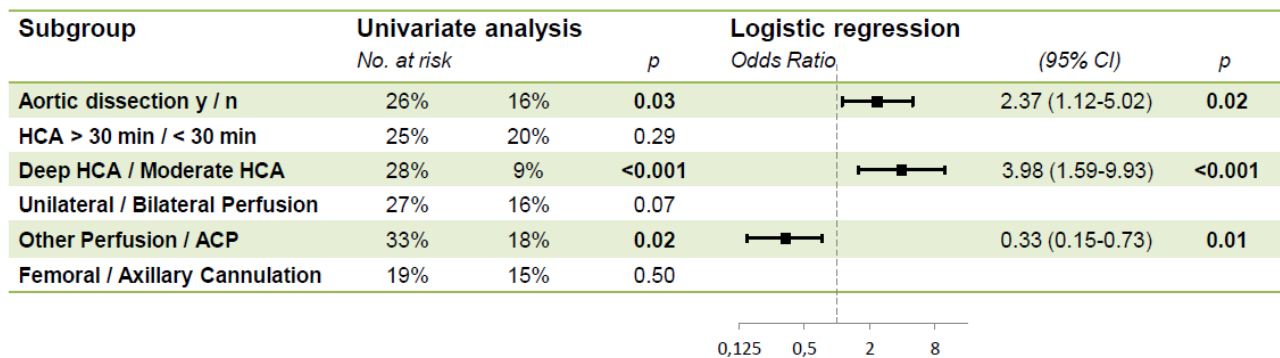 Subgroup Univariate analysis Logistic regression
No. at risk p Odds Ratio (95% CI) p
Aortic dissection y / n 26% 16% 0.03 2.37 (1.12-5.02) 0.02
HCA > 30 min / < 30 min 25% 20% 0.29
Deep HCA / Moderate HCA 28% 9% <0.001 3.98 (1.59-9.93) <0.001
Unilateral / Bilateral Perfusion 27% 16% 0.07
Other Perfusion / ACP 33% 18% 0.02 0.33 (0.15-0.73) 0.01
Femoral / Axillary Cannulation 19% 15% 0.50
0,125 0,5 2 8